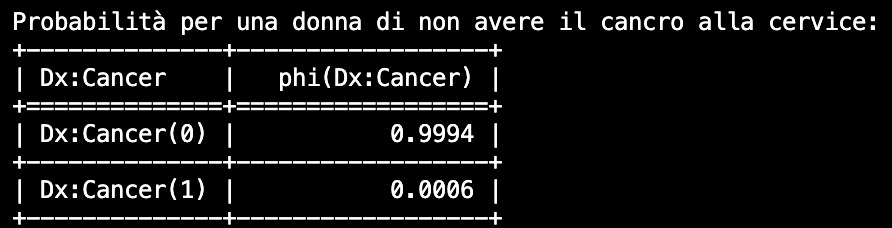 Probabilità per una donna di non avere il cancro alla cervice:
+--------------+------------------+
| Dx:Cancer    |   phi(Dx:Cancer) |
+==============+==================+
| Dx:Cancer(0) |           0.9994 |
+--------------+------------------+
| Dx:Cancer(1) |           0.0006 |
+--------------+------------------+